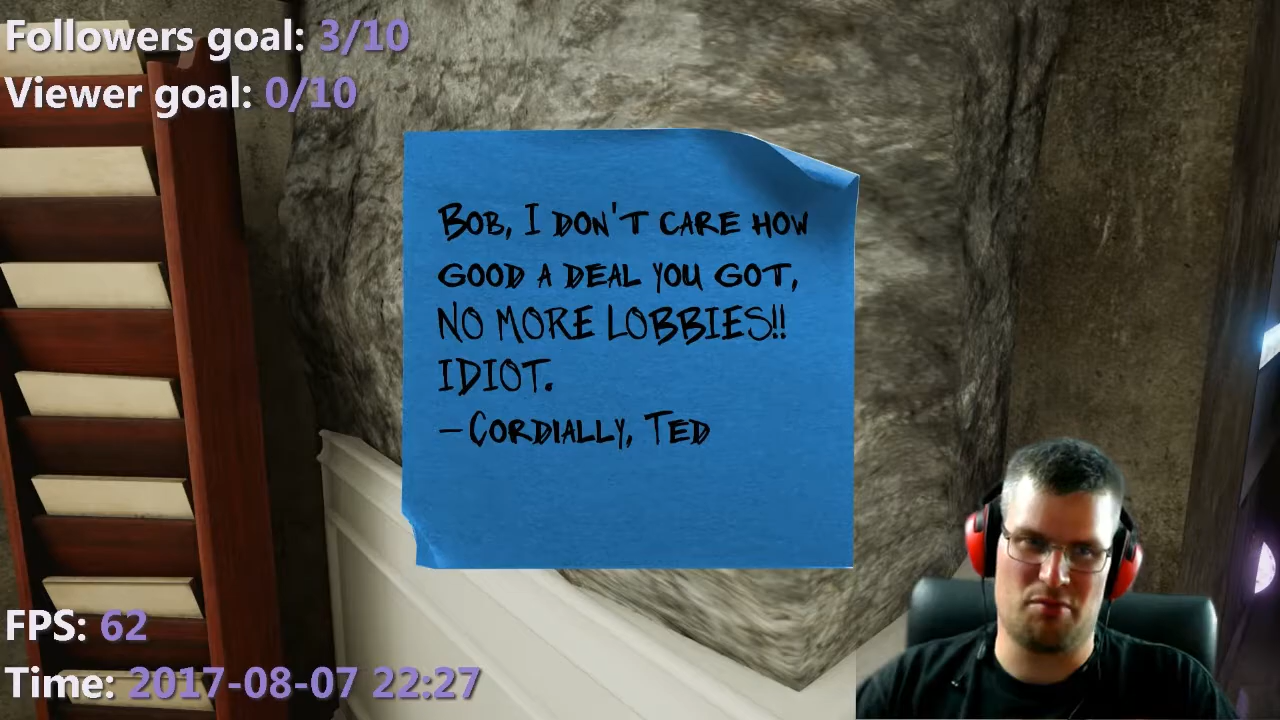 Followers goal: 3/10
Viewer goal: 0/10
BOB, I DON'T CARE HOW
GOOD A DEAL YOU GOT,
NO MORE LOBBIES!!
IDIOT.
–CORDIALLY, TED
FPS: 62
Time: 2017-08-07 22:27